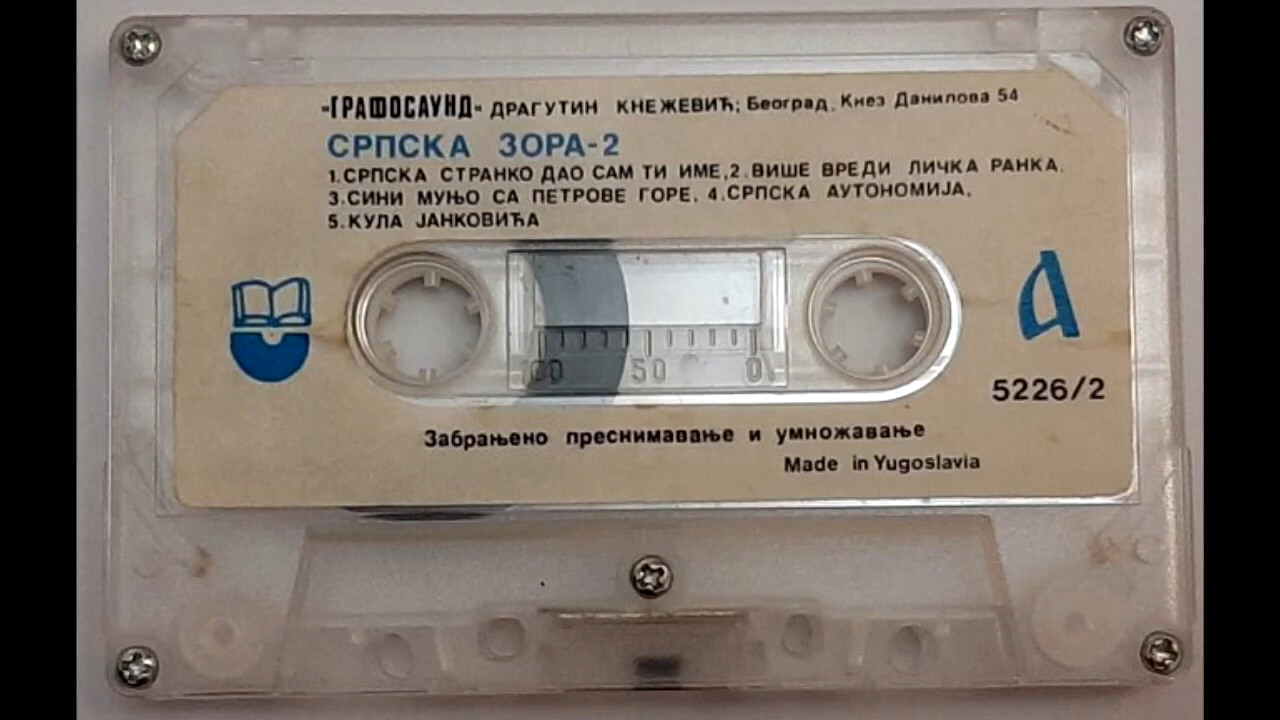 "ГРАФОСАУНД" ДРАГУТИН КНЕЖЕВИЋ; Београд, Кнез Данилова 54
СРПСКА ЗОРА-2
1.СРПСКА СТРАНКО ДАО САМ ТИ ИМЕ,2.ВИШЕ ВРЕДИ ЛИЧКА РАНКА,
3.СИНИ МУЊО СА ПЕТРОВЕ ГОРЕ, 4.СРПСКА АУТОНОМИЈА,
5.КУЛА ЈАНКОВИЋА
100 50 0
А
5226/2
Забрањено преснимавање и умножавање
Made in Yugoslavia